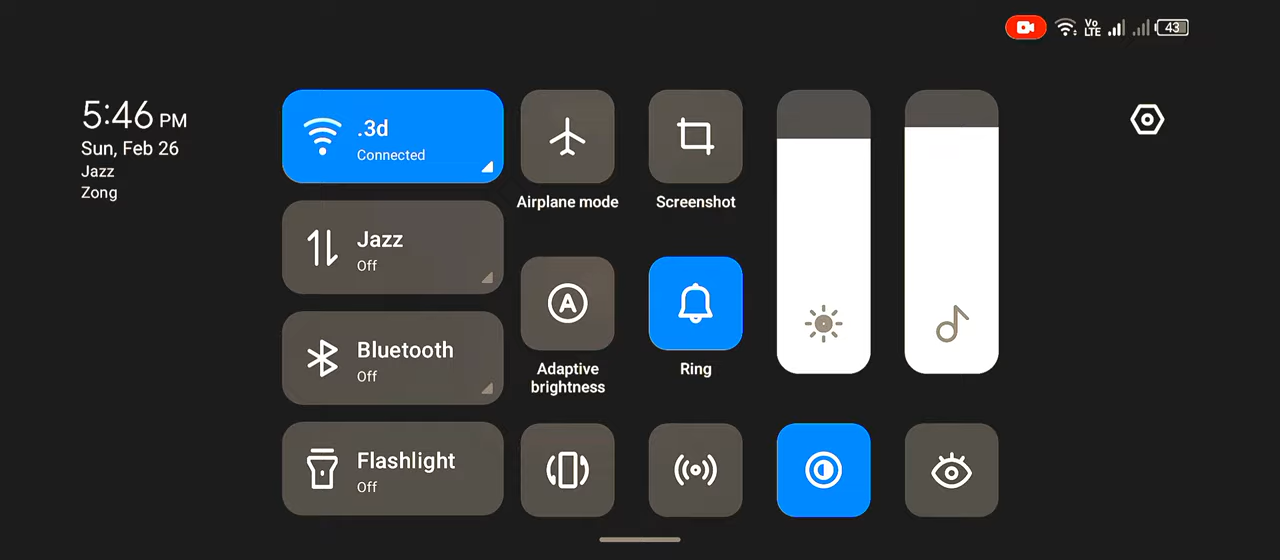 Vo
LTE
43
5:46 PM
Sun, Feb 26
Jazz
Zong
.3d
Connected
Airplane mode
Screenshot
Jazz
Off
A
Adaptive
brightness
Ring
Bluetooth
Off
Flashlight
Off